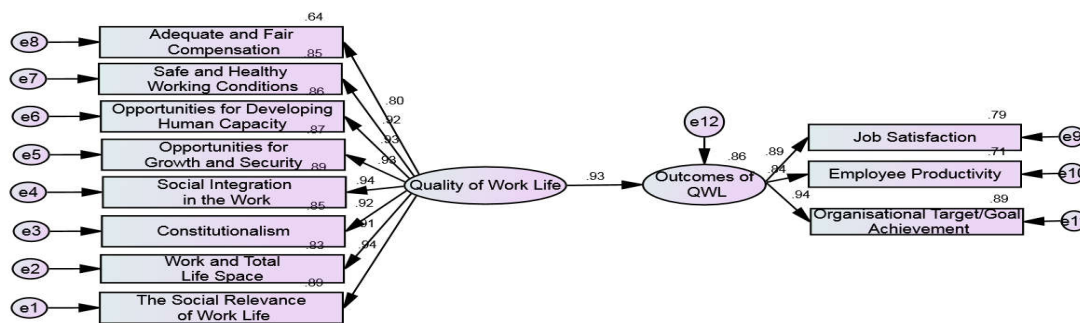 .64
e8
Adequate and Fair
Compensation
.85
e7
Safe and Healthy
Working Conditions
.86
e6
Opportunities for Developing
Human Capacity
.87
e5
Opportunities for
Growth and Security
.89
e4
Social Integration
in the Work
.85
e3
Constitutionalism
.83
e2
Work and Total
Life Space
.89
e1
The Social Relevance
of Work Life
.80
.92
.93
.93
.94
.92
.91
.94
Quality of Work Life
.93
e12
.86
Outcomes of
QWL
.89
.84
.94
.79
Job Satisfaction
e9
.71
Employee Productivity
e10
.89
Organisational Target/Goal
Achievement